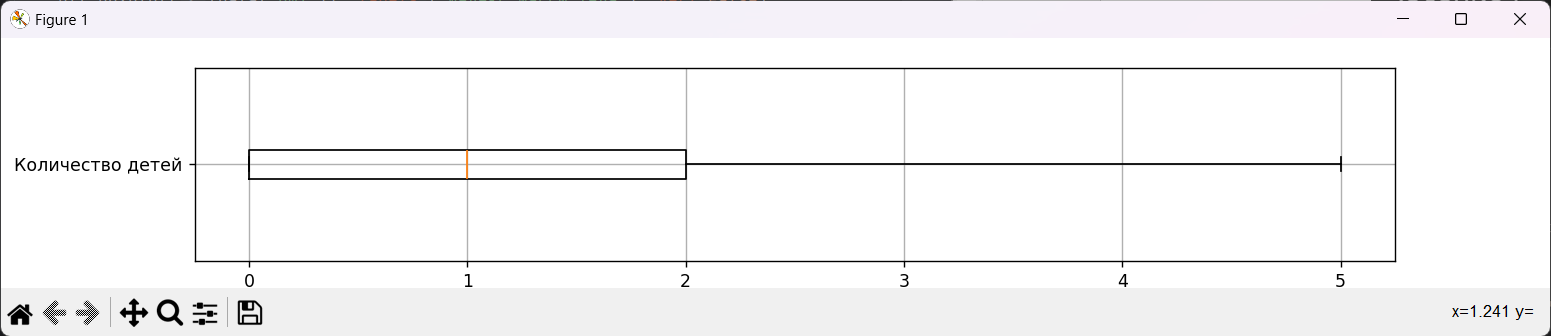 Figure 1
Количество детей
0 1 2 3 4 5
x=1.241 y=